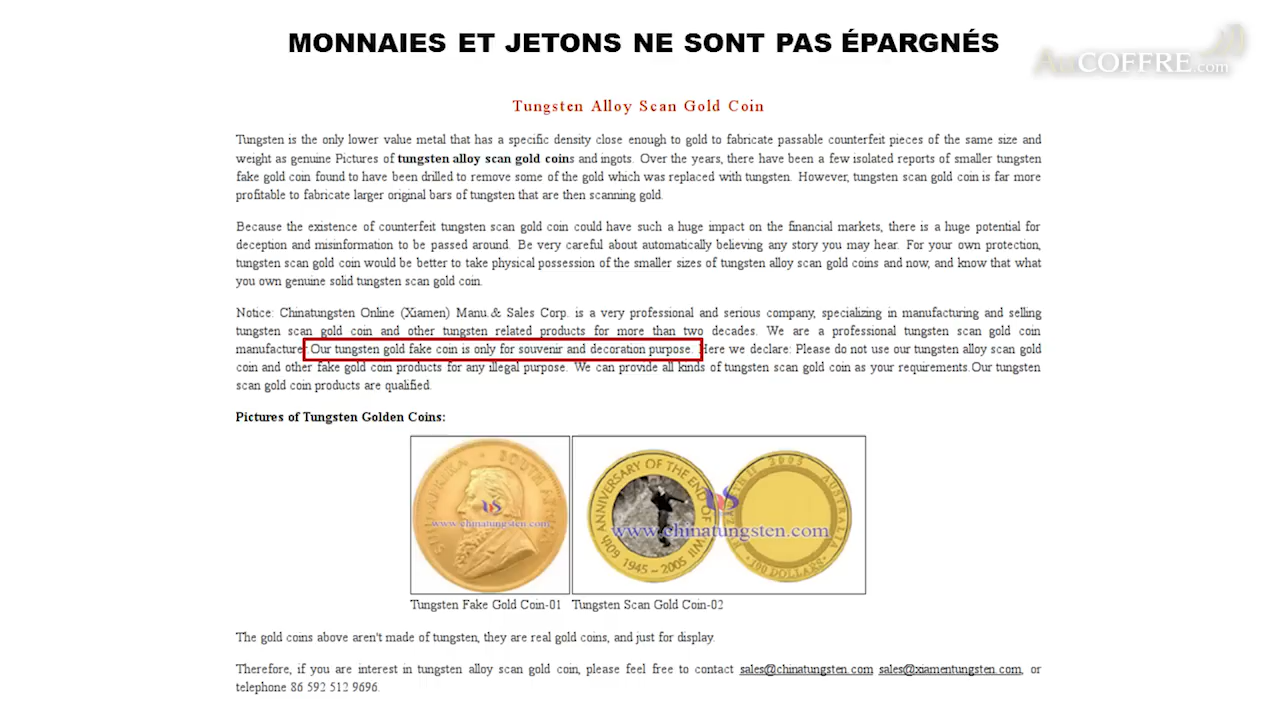 MONNAIES ET JETONS NE SONT PAS ÉPARGNÉS
AuCOFFRE.com
Tungsten Alloy Scan Gold Coin
Tungsten is the only lower value metal that has a specific density close enough to gold to fabricate passable counterfeit pieces of the same size and
weight as genuine Pictures of tungsten alloy scan gold coins and ingots. Over the years, there have been a few isolated reports of smaller tungsten
fake gold coin found to have been drilled to remove some of the gold which was replaced with tungsten. However, tungsten scan gold coin is far more
profitable to fabricate larger original bars of tungsten that are then scanning gold.
Because the existence of counterfeit tungsten scan gold coin could have such a huge impact on the financial markets, there is a huge potential for
deception and misinformation to be passed around. Be very careful about automatically believing any story you may hear. For your own protection,
tungsten scan gold coin would be better to take physical possession of the smaller sizes of tungsten alloy scan gold coins and now, and know that what
you own genuine solid tungsten scan gold coin.
Notice: Chinatungsten Online (Xiamen) Manu.& Sales Corp. is a very professional and serious company, specializing in manufacturing and selling
tungsten scan gold coin and other tungsten related products for more than two decades. We are a professional tungsten scan gold coin
manufacturer. Our tungsten gold fake coin is only for souvenir and decoration purpose. Here we declare: Please do not use our tungsten alloy scan gold
coin and other fake gold coin products for any illegal purpose. We can provide all kinds of tungsten scan gold coin as your requirements.Our tungsten
scan gold coin products are qualified.
Pictures of Tungsten Golden Coins:
SOUTH
www.chinatungsten.com
ANNIVERSARY OF THE END OF WWII
60th 1945 - 2005
2005 AUSTRALIA
100 DOLLARS
www.chinatungsten.com
Tungsten Fake Gold Coin-01 Tungsten Scan Gold Coin-02
The gold coins above aren't made of tungsten, they are real gold coins, and just for display.
Therefore, if you are interest in tungsten alloy scan gold coin, please feel free to contact sales@chinatungsten.com sales@xiamentungsten.com, or
telephone 86 592 512 9696.